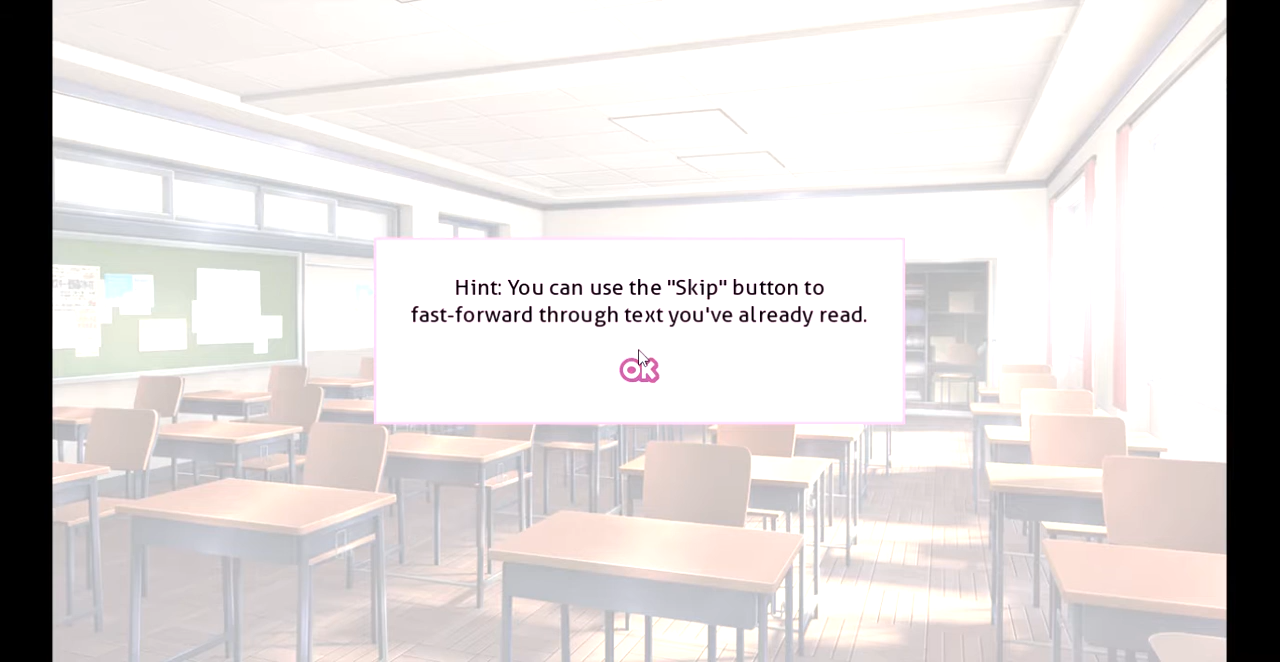 Hint: You can use the "Skip" button to
fast-forward through text you've already read.
OK